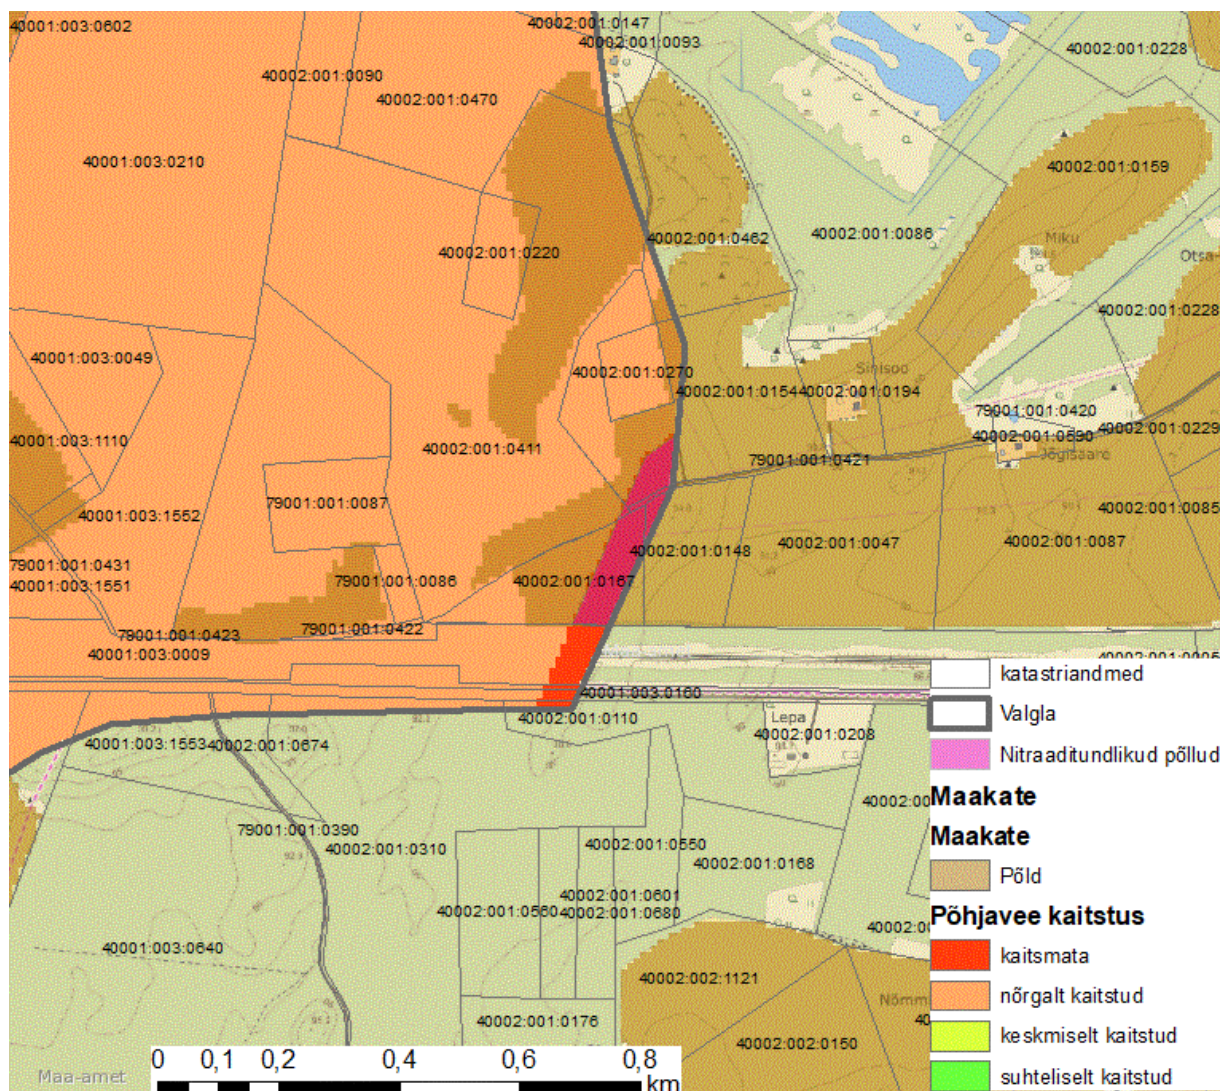 40001:003:0602
40002:001:0147
40002:001:0093
40002:001:0228
40002:001:0090
40002:001:0470
40001:003:0210
40002:001:0159
40002:001:0462
40002:001:0086
Miku
Otsa-
40002:001:0220
40002:001:0228
40001:003:0049
40002:001:0270
Sinisoo
40002:001:0154
40002:001:0194
79001:001:0420
40002:001:0229
40001:003:1110
40002:001:0411
40002:001:0590
Jõgisaare
79001:001:0421
79001:001:0087
40002:001:0085
40001:003:1552
40002:001:0148
40002:001:0047
40002:001:0087
79001:001:0431
40001:003:1551
79001:001:0086
40002:001:0167
79001:001:0423
79001:001:0422
40001:003:0009
katastriandmed
40001:003:0160
40002:001:0110
Lepa
40002:001:0208
Valgla
40001:003:1553
40002:001:0674
Nitraaditundlikud põllud
Maakate
Maakate
79001:001:0390
40002:001:0310
40002:001:0550
40002:001:0168
Põld
40002:001:0601
40002:001:0560
40002:001:0680
Põhjavee kaitstus
40001:003:0640
kaitsmata
40002:002:1121
nõrgalt kaitstud
40002:001:0176
40002:002:0150
keskmiselt kaitstud
suhteliselt kaitstud
0 0,1 0,2 0,4 0,6 0,8
km
Maa-amet